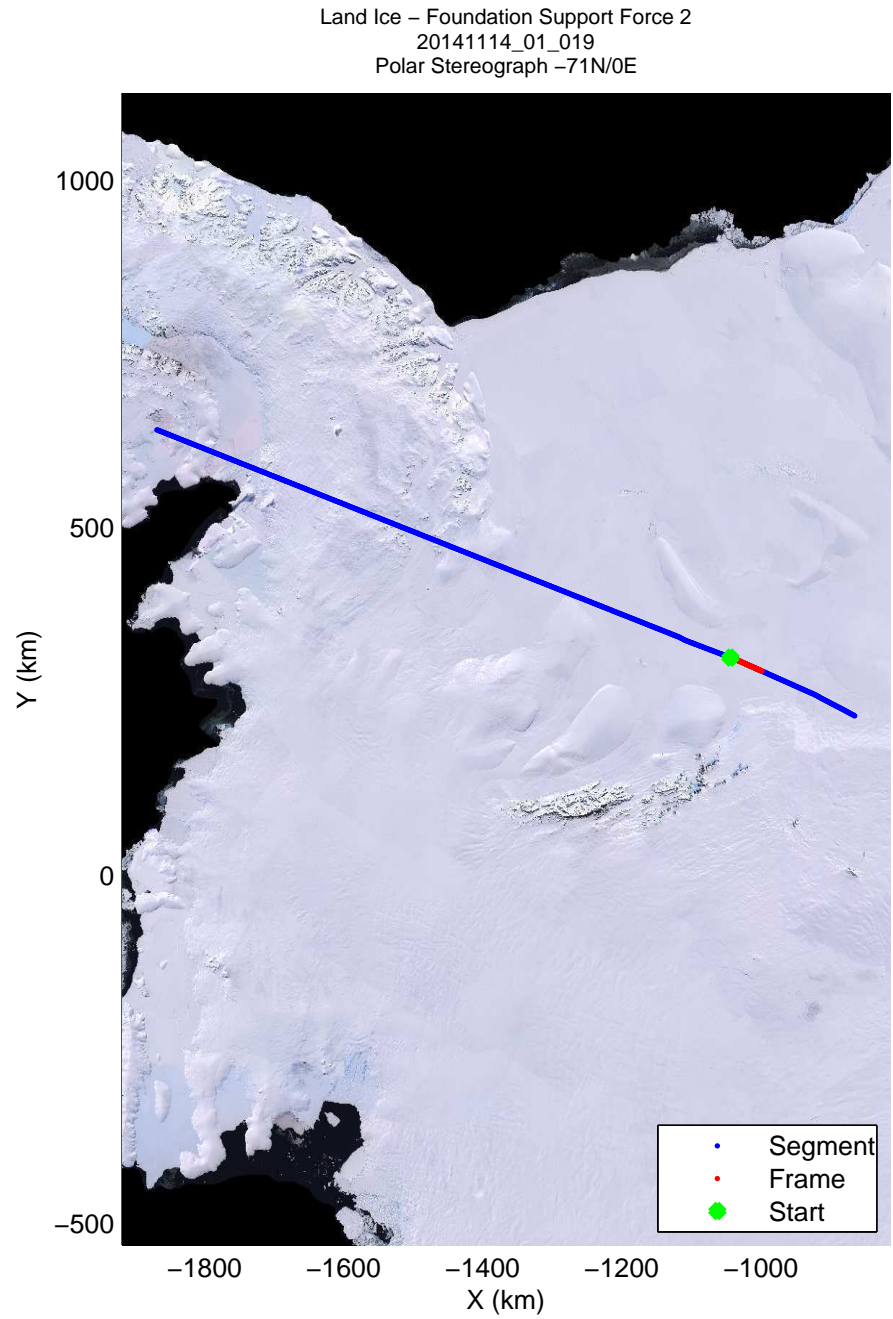 Land Ice − Foundation Support Force 2
20141114_01_019
Polar Stereograph −71N/0E
1000
500
0
−500
Y (km)
−1800
−1600
−1400
−1200
−1000
X (km)
Segment
Frame
Start